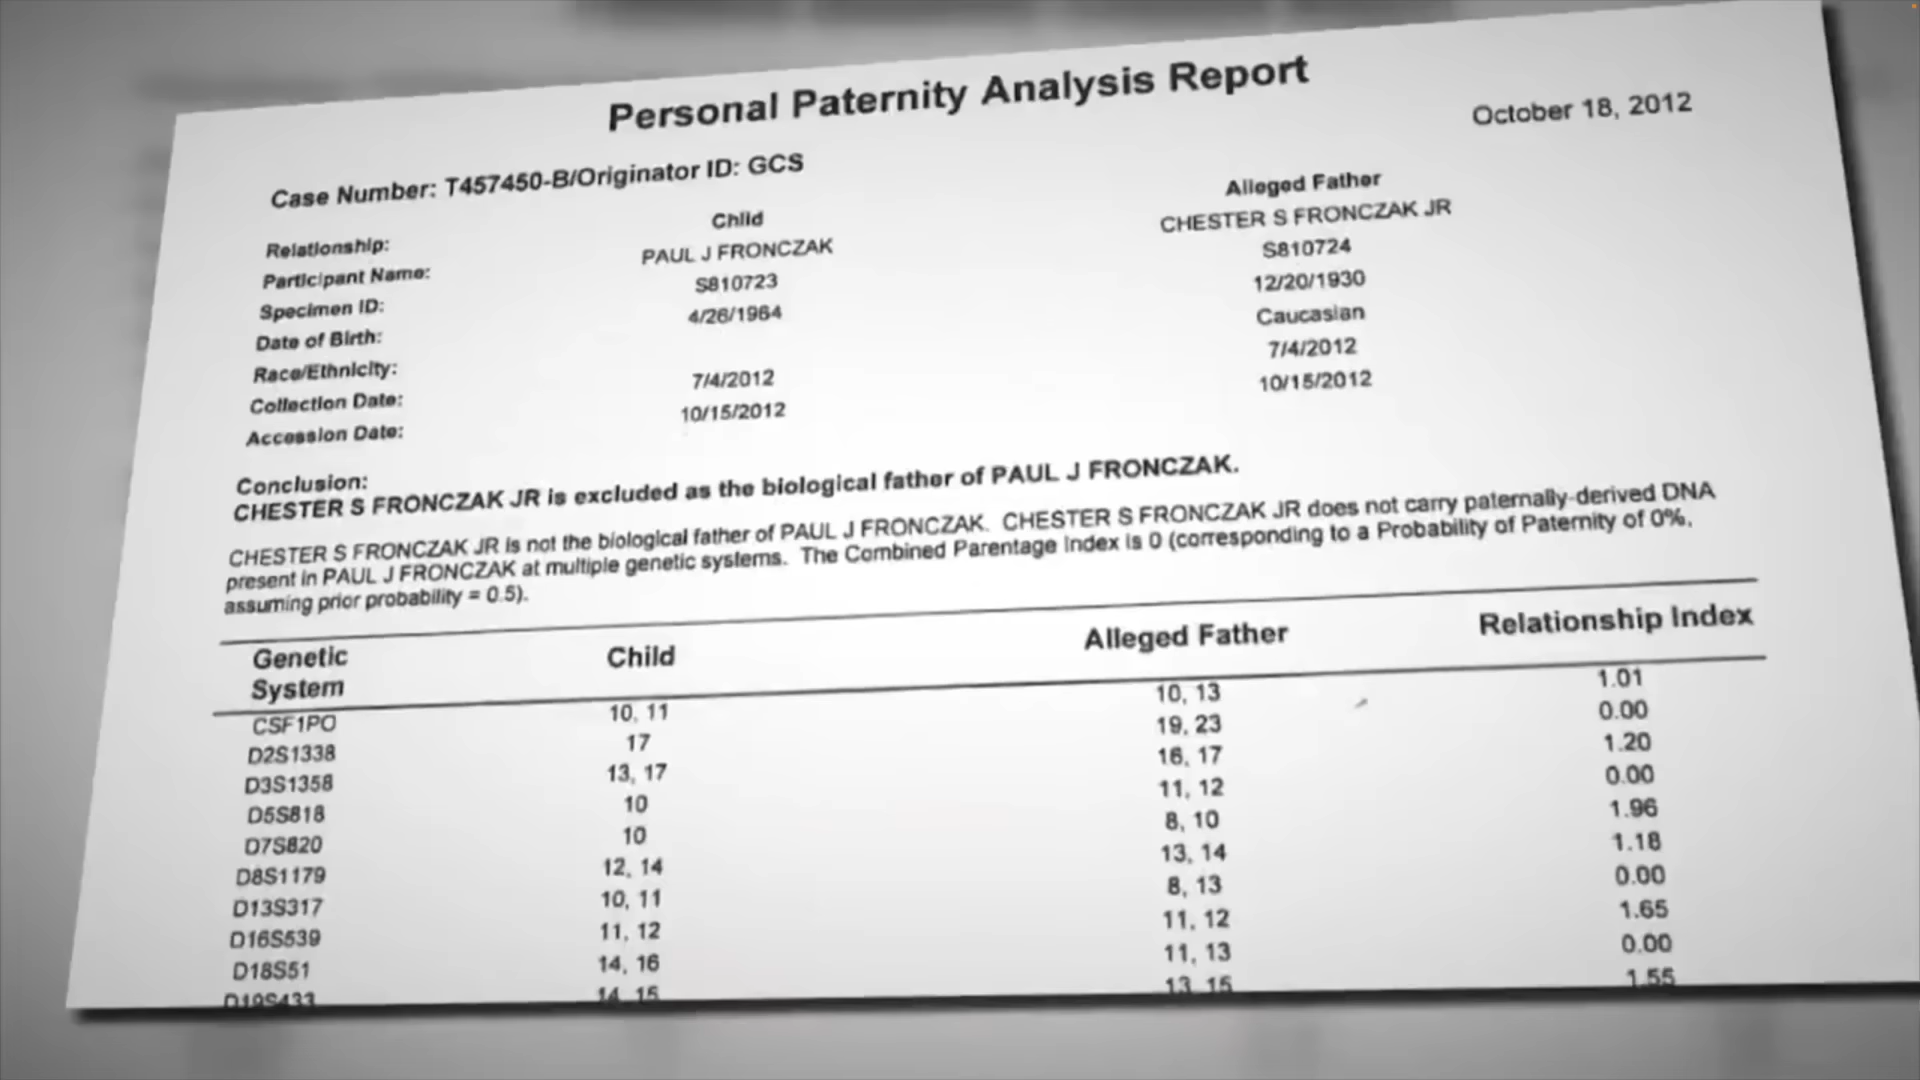 Personal Paternity Analysis Report
October 18, 2012
Case Number: T457450-B/Originator ID: GCS
Relationship: Child Alleged Father
Participant Name: PAUL J FRONCZAK CHESTER S FRONCZAK JR
Specimen ID: S810723 S810724
Date of Birth: 4/26/1964 12/20/1930
Race/Ethnicity: Caucasian
Collection Date: 7/4/2012 7/4/2012
Accession Date: 10/15/2012 10/15/2012
Conclusion:
CHESTER S FRONCZAK JR is excluded as the biological father of PAUL J FRONCZAK.
CHESTER S FRONCZAK JR is not the biological father of PAUL J FRONCZAK. CHESTER S FRONCZAK JR does not carry paternally-derived DNA
present in PAUL J FRONCZAK at multiple genetic systems. The Combined Parentage Index is 0 (corresponding to a Probability of Paternity of 0%,
assuming prior probability = 0.5).
Genetic System Child Alleged Father Relationship Index
CSF1PO 10, 11 10, 13 1.01
D2S1338 17 19, 23 0.00
D3S1358 13, 17 16, 17 1.20
D5S818 10 11, 12 0.00
D7S820 10 8, 10 1.96
D8S1179 12, 14 13, 14 1.18
D13S317 10, 11 8, 13 0.00
D16S539 11, 12 11, 12 1.65
D18S51 14, 16 11, 13 0.00
D19S433 14, 15 13, 15 1.55